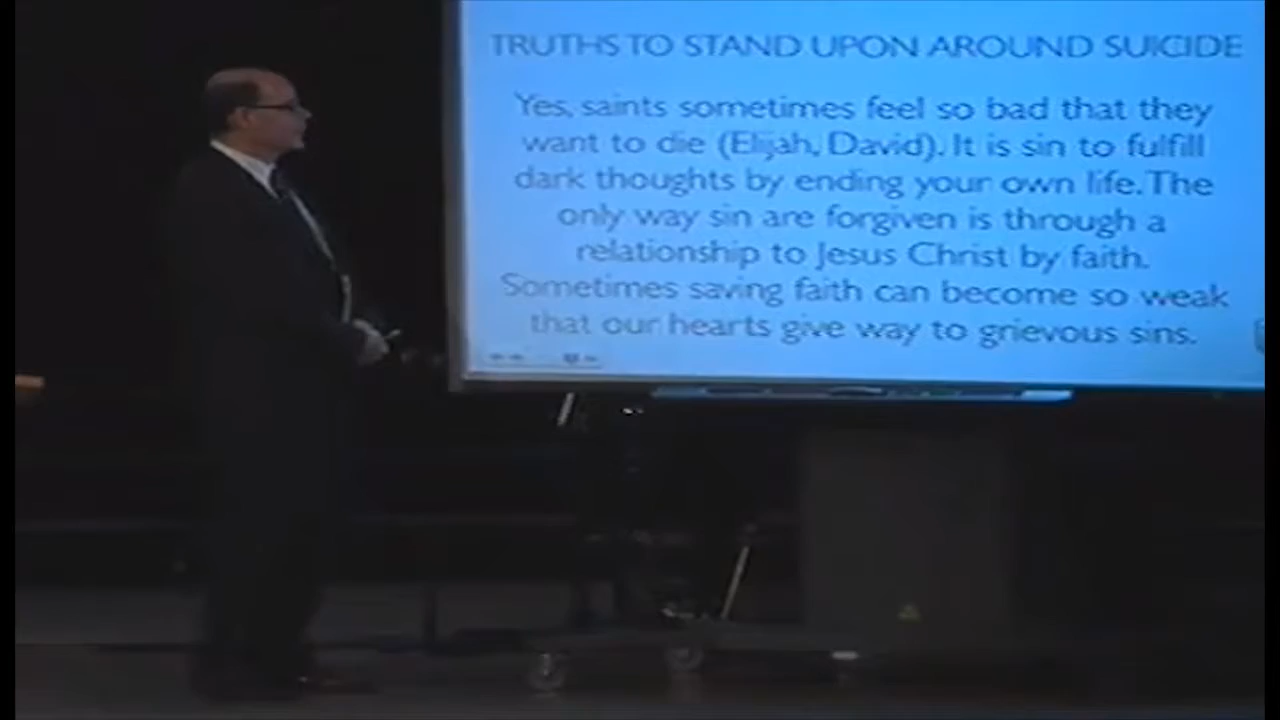 TRUTHS TO STAND UPON AROUND SUICIDE
Yes, saints sometimes feel so bad that they
want to die (Elijah, David). It is sin to fulfill
dark thoughts by ending your own life. The
only way sin are forgiven is through a
relationship to Jesus Christ by faith.
Sometimes saving faith can become so weak
that our hearts give way to grievous sins.